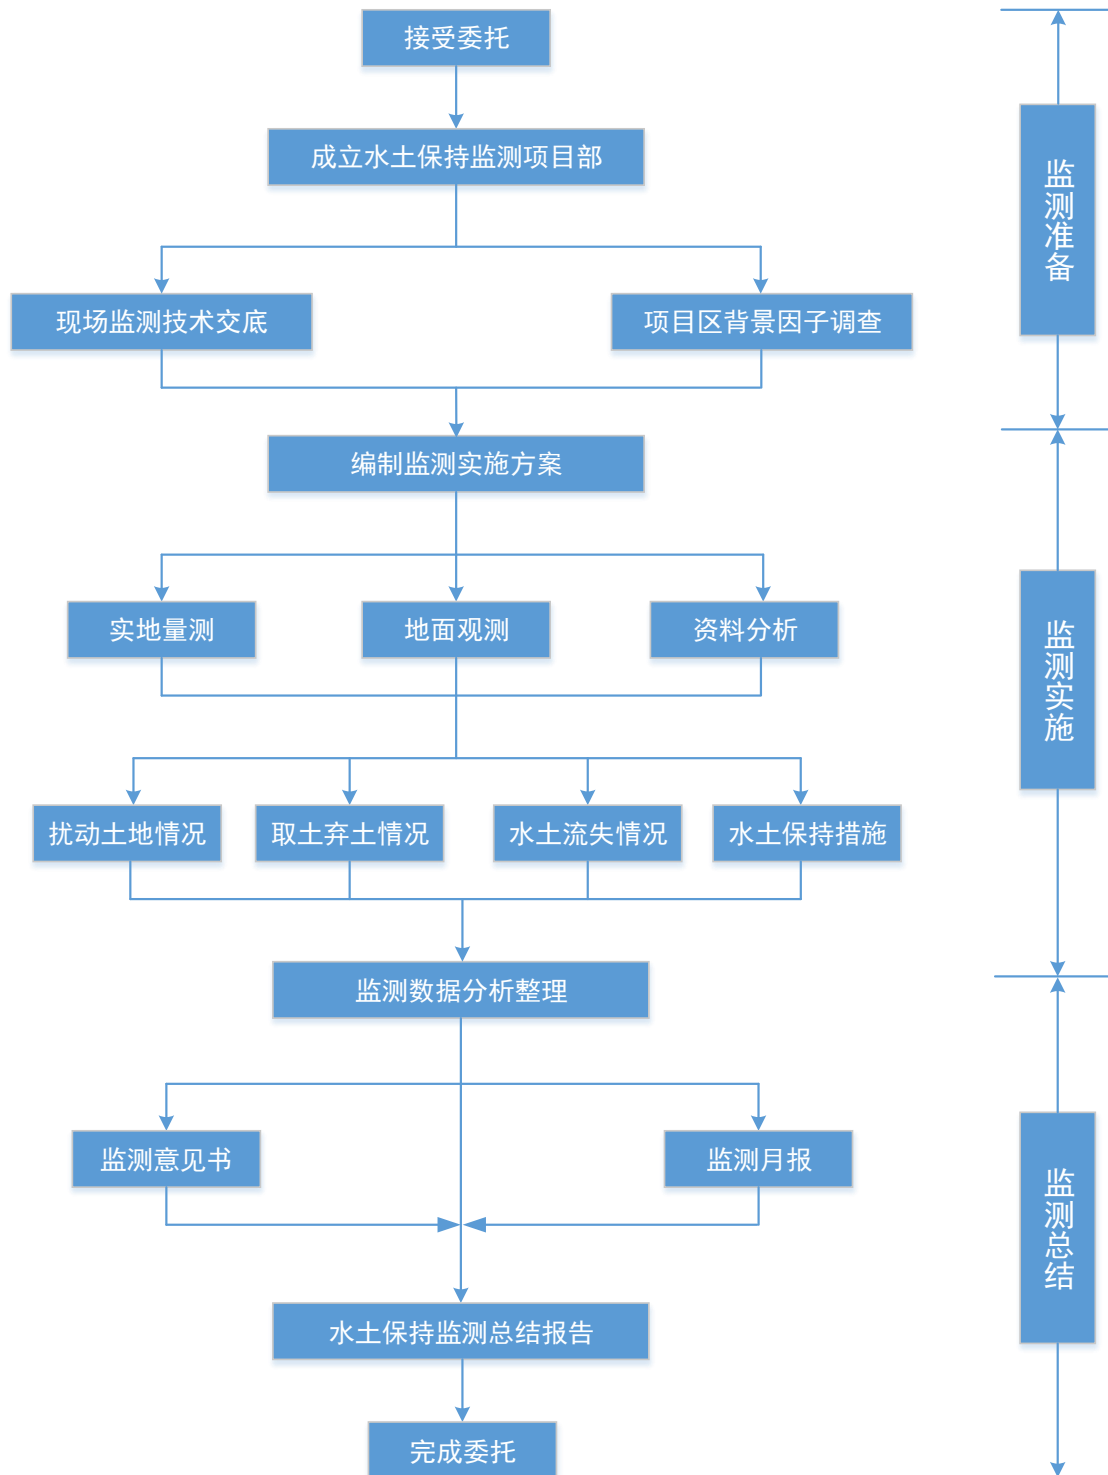 接受委托
成立水土保持监测项目部
现场监测技术交底
项目区背景因子调查
监测准备
编制监测实施方案
实地量测
地面观测
资料分析
监测实施
扰动土地情况
取土弃土情况
水土流失情况
水土保持措施
监测数据分析整理
监测意见书
监测月报
监测总结
水土保持监测总结报告
完成委托